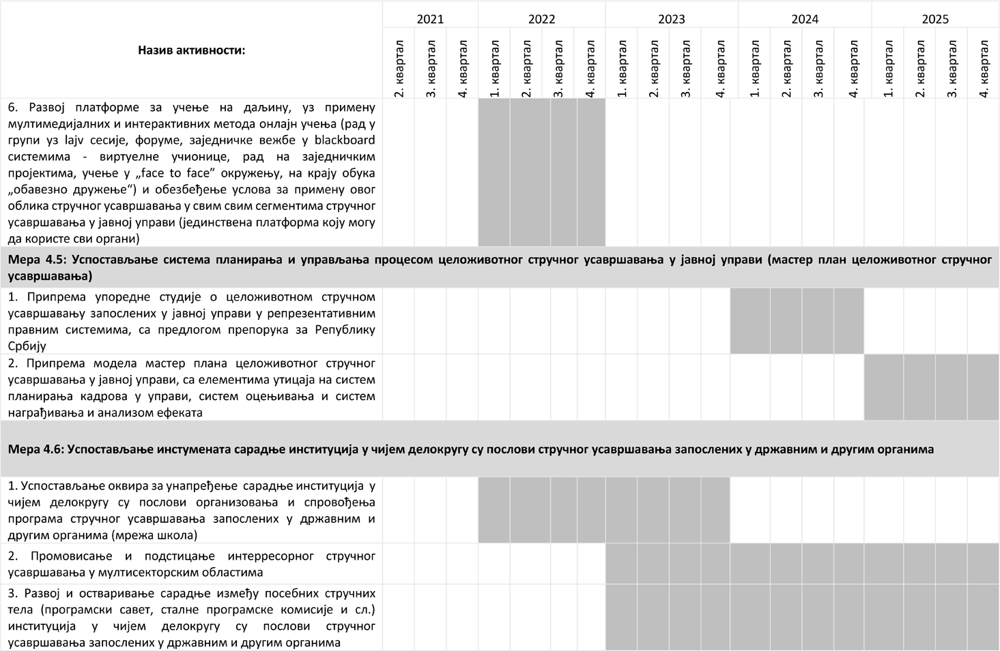 Назив активности:
2021
2022
2023
2024
2025
2. квартал
3. квартал
4. квартал
1. квартал
2. квартал
3. квартал
4. квартал
1. квартал
2. квартал
3. квартал
4. квартал
1. квартал
2. квартал
3. квартал
4. квартал
1. квартал
2. квартал
3. квартал
4. квартал
6. Развој платформе за учење на даљину, уз примену
мултимедијалних и интерактивних метода онлајн учења (рад у
групи уз lајv сесије, форуме, заједничке вежбе у blackboard
системима - виртуелне учионице, рад на заједничким
пројектима, учење у „face to face” окружењу, на крају обука
„обавезно дружење“) и обезбеђење услова за примену овог
облика стручног усавршавања у свим свим сегментима стручног
усавршавања у јавној управи (јединствена платформа коју могу
да користе сви органи)
Мера 4.5: Успостављање система планирања и управљања процесом целоживотног стручног усавршавања у јавној управи (мастер план целоживотног стручног
усавршавања)
1. Припрема упоредне студије о целоживотном стручном
усавршавању запослених у јавној управи у репрезентативним
правним системима, са предлогом препорука за Републику
Србију
2. Припрема модела мастер плана целоживотног стручног
усавршавања у јавној управи, са елементима утицаја на систем
планирања кадрова у управи, систем оцењивања и систем
награђивања и анализом ефеката
Мера 4.6: Успостављање инстумената сарадње институција у чијем делокругу су послови стручног усавршавања запослених у државним и другим органима
1. Успостављање оквира за унапређење сарадње институција у
чијем делокругу су послови организовања и спровођења
програма стручног усавршавања запослених у државним и
другим органима (мрежа школа)
2. Промовисање и подстицање интерресорног стручног
усавршавања у мултисекторским областима
3. Развој и остваривање сарадње између посебних стручних
тела (програмски савет, сталне програмске комисије и сл.)
институција у чијем делокругу су послови стручног
усавршавања запослених у државним и другим органима